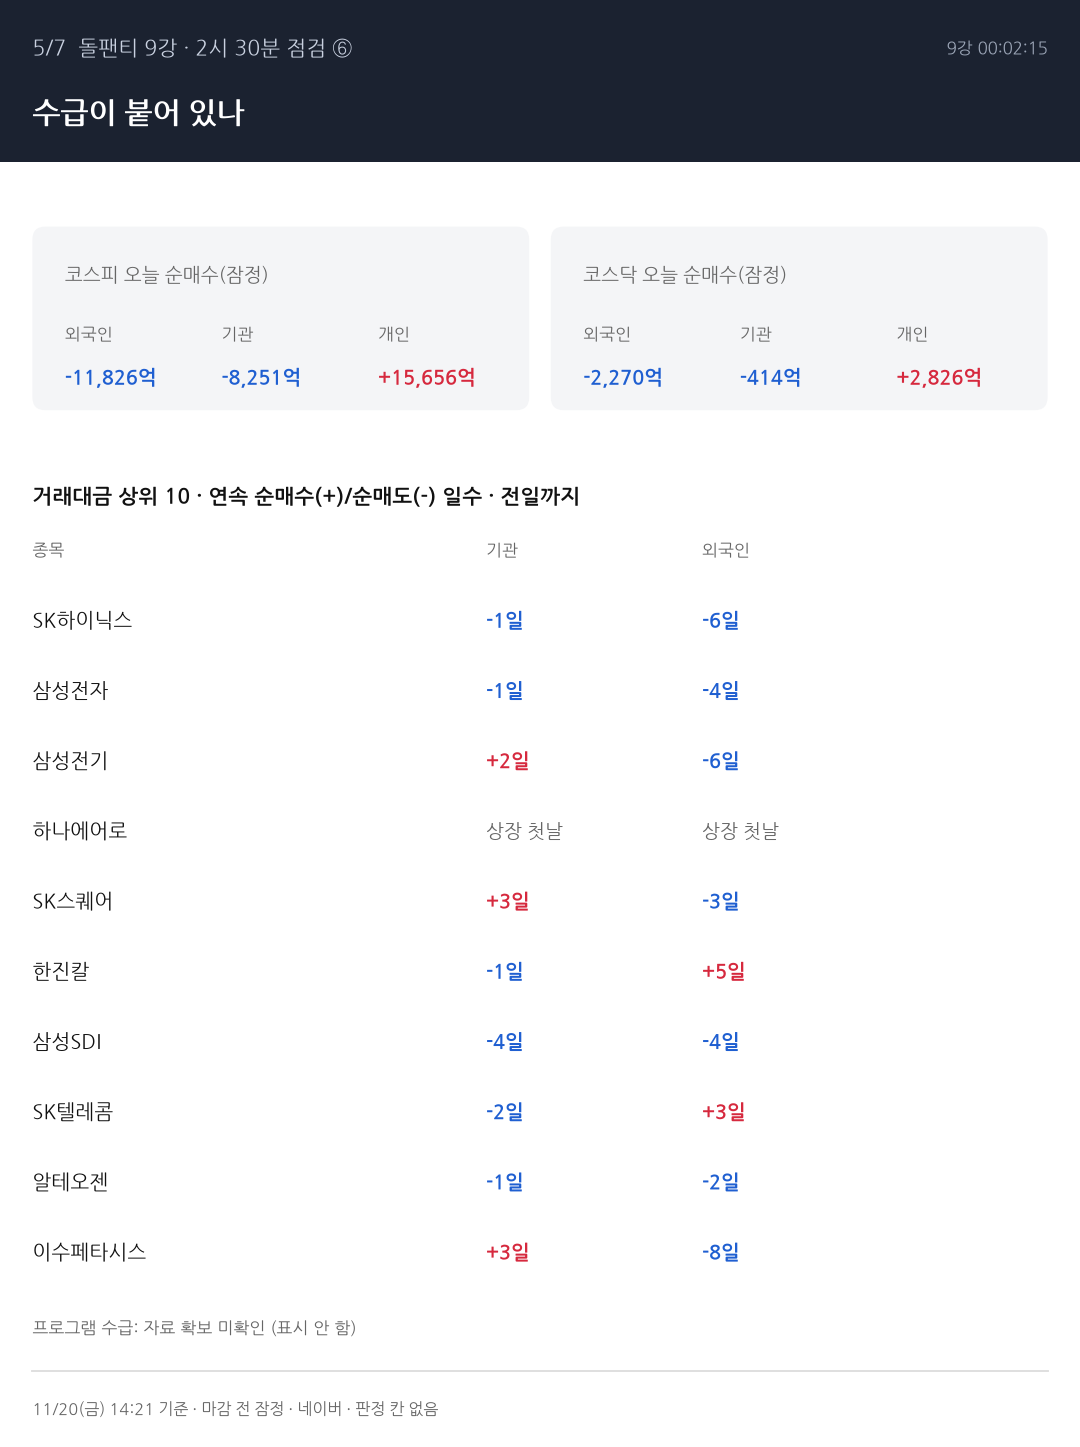 5/7 돌팬티 9강 · 2시 30분 점검 ⑥
9강 00:02:15
수급이 붙어 있나
코스피 오늘 순매수(잠정)
외국인 기관 개인
-11,826억 -8,251억 +15,656억
코스닥 오늘 순매수(잠정)
외국인 기관 개인
-2,270억 -414억 +2,826억
거래대금 상위 10 · 연속 순매수(+)/순매도(-) 일수 · 전일까지
종목 기관 외국인
SK하이닉스 -1일 -6일
삼성전자 -1일 -4일
삼성전기 +2일 -6일
하나에어로 상장 첫날 상장 첫날
SK스퀘어 +3일 -3일
한진칼 -1일 +5일
삼성SDI -4일 -4일
SK텔레콤 -2일 +3일
알테오젠 -1일 -2일
이수페타시스 +3일 -8일
프로그램 수급: 자료 확보 미확인 (표시 안 함)
11/20(금) 14:21 기준 · 마감 전 잠정 · 네이버 · 판정 칸 없음